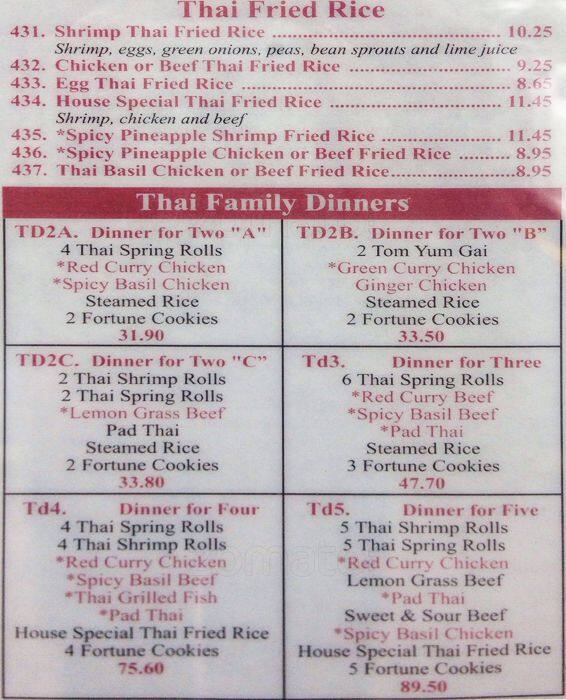 Thai Fried Rice
431. Shrimp Thai Fried Rice ........................................ 10.25
Shrimp, eggs, green onions, peas, bean sprouts and lime juice
432. Chicken or Beef Thai Fried Rice ............................ 9.25
433. Egg Thai Fried Rice ............................................. 8.65
434. House Special Thai Fried Rice ............................. 11.45
Shrimp, chicken and beef
435. *Spicy Pineapple Shrimp Fried Rice ..................... 11.45
436. *Spicy Pineapple Chicken or Beef Fried Rice .......... 8.95
437. Thai Basil Chicken or Beef Fried Rice.....................8.95
Thai Family Dinners
TD2A. Dinner for Two "A"
4 Thai Spring Rolls
*Red Curry Chicken
*Spicy Basil Chicken
Steamed Rice
2 Fortune Cookies
31.90
TD2B. Dinner for Two "B"
2 Tom Yum Gai
*Green Curry Chicken
Ginger Chicken
Steamed Rice
2 Fortune Cookies
33.50
TD2C. Dinner for Two "C"
2 Thai Shrimp Rolls
2 Thai Spring Rolls
*Lemon Grass Beef
Pad Thai
Steamed Rice
2 Fortune Cookies
33.80
Td3. Dinner for Three
6 Thai Spring Rolls
*Red Curry Beef
*Spicy Basil Beef
*Pad Thai
Steamed Rice
3 Fortune Cookies
47.70
Td4. Dinner for Four
4 Thai Spring Rolls
4 Thai Shrimp Rolls
*Red Curry Chicken
*Spicy Basil Beef
*Thai Grilled Fish
*Pad Thai
House Special Thai Fried Rice
4 Fortune Cookies
75.60
Td5. Dinner for Five
5 Thai Shrimp Rolls
5 Thai Spring Rolls
*Red Curry Chicken
Lemon Grass Beef
*Pad Thai
Sweet & Sour Beef
*Spicy Basil Chicken
House Special Thai Fried Rice
5 Fortune Cookies
89.50